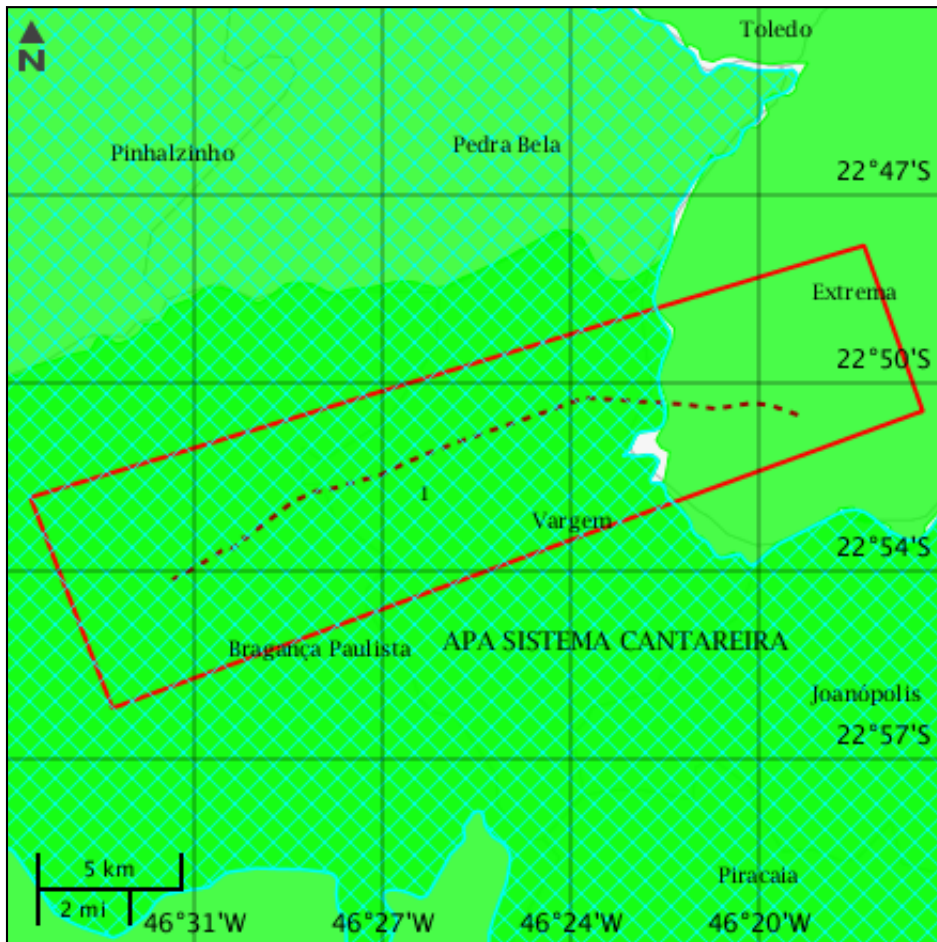 Toledo
N
Pinhalzinho
Pedra Bela
22°47'S
Extrema
22°50'S
1
Vargem
22°54'S
Bragança Paulista
APA SISTEMA CANTAREIRA
Joanópolis
22°57'S
5 km
Piracaia
2 mi
46°31'W
46°27'W
46°24'W
46°20'W